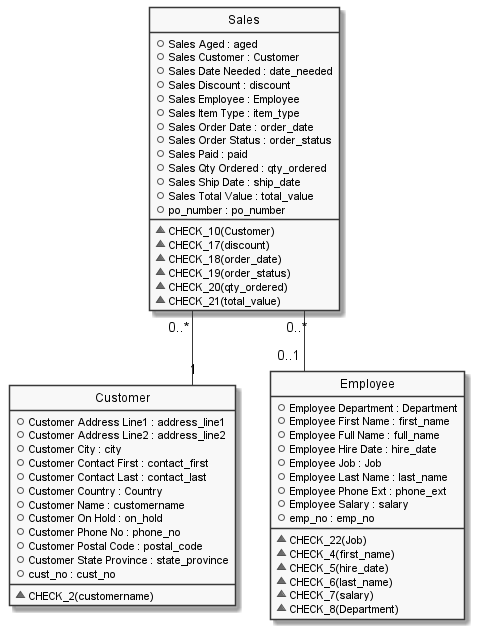 Sales
Sales Aged : aged
Sales Customer : Customer
Sales Date Needed : date_needed
Sales Discount : discount
Sales Employee : Employee
Sales Item Type : item_type
Sales Order Date : order_date
Sales Order Status : order_status
Sales Paid : paid
Sales Qty Ordered : qty_ordered
Sales Ship Date : ship_date
Sales Total Value : total_value
po_number : po_number
CHECK_10(Customer)
CHECK_17(discount)
CHECK_18(order_date)
CHECK_19(order_status)
CHECK_20(qty_ordered)
CHECK_21(total_value)
0..*
0..*
1
0..1
Customer
Customer Address Line1 : address_line1
Customer Address Line2 : address_line2
Customer City : city
Customer Contact First : contact_first
Customer Contact Last : contact_last
Customer Country : Country
Customer Name : customername
Customer On Hold : on_hold
Customer Phone No : phone_no
Customer Postal Code : postal_code
Customer State Province : state_province
cust_no : cust_no
CHECK_2(customername)
Employee
Employee Department : Department
Employee First Name : first_name
Employee Full Name : full_name
Employee Hire Date : hire_date
Employee Job : Job
Employee Last Name : last_name
Employee Phone Ext : phone_ext
Employee Salary : salary
emp_no : emp_no
CHECK_22(Job)
CHECK_4(first_name)
CHECK_5(hire_date)
CHECK_6(last_name)
CHECK_7(salary)
CHECK_8(Department)